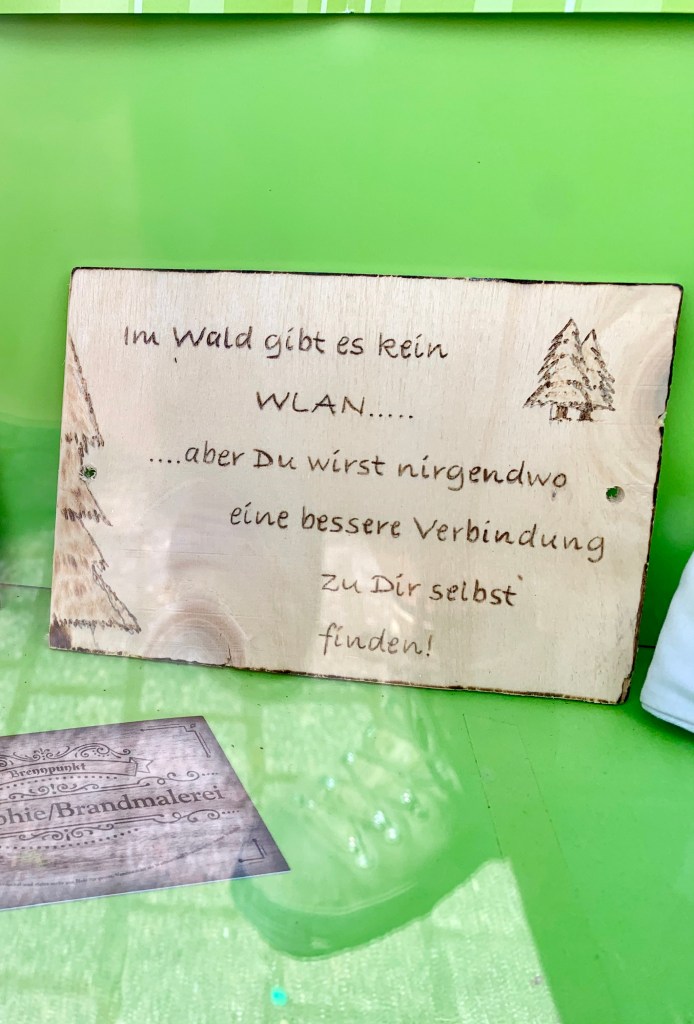 Im Wald gibt es kein
WLAN.....
....aber Du wirst nirgendwo
eine bessere Verbindung
zu Dir selbst
finden!
Brennpunkt
phie/Brandmalerei